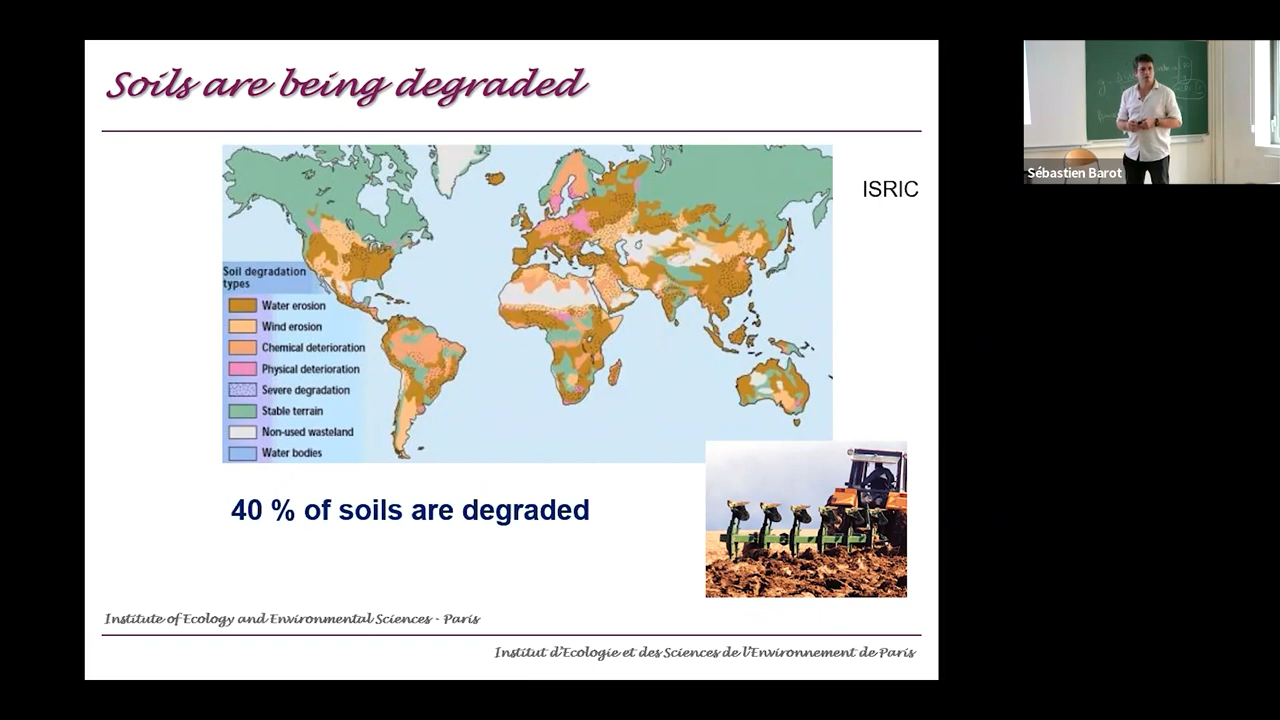 Soils are being degraded
ISRIC
Soil degradation
types
Water erosion
Wind erosion
Chemical deterioration
Physical deterioration
Severe degradation
Stable terrain
Non-used wasteland
Water bodies
40 % of soils are degraded
Institute of Ecology and Environmental Sciences - Paris
Institut d'Ecologie et des Sciences de l'Environnement de Paris
Sébastien Barot